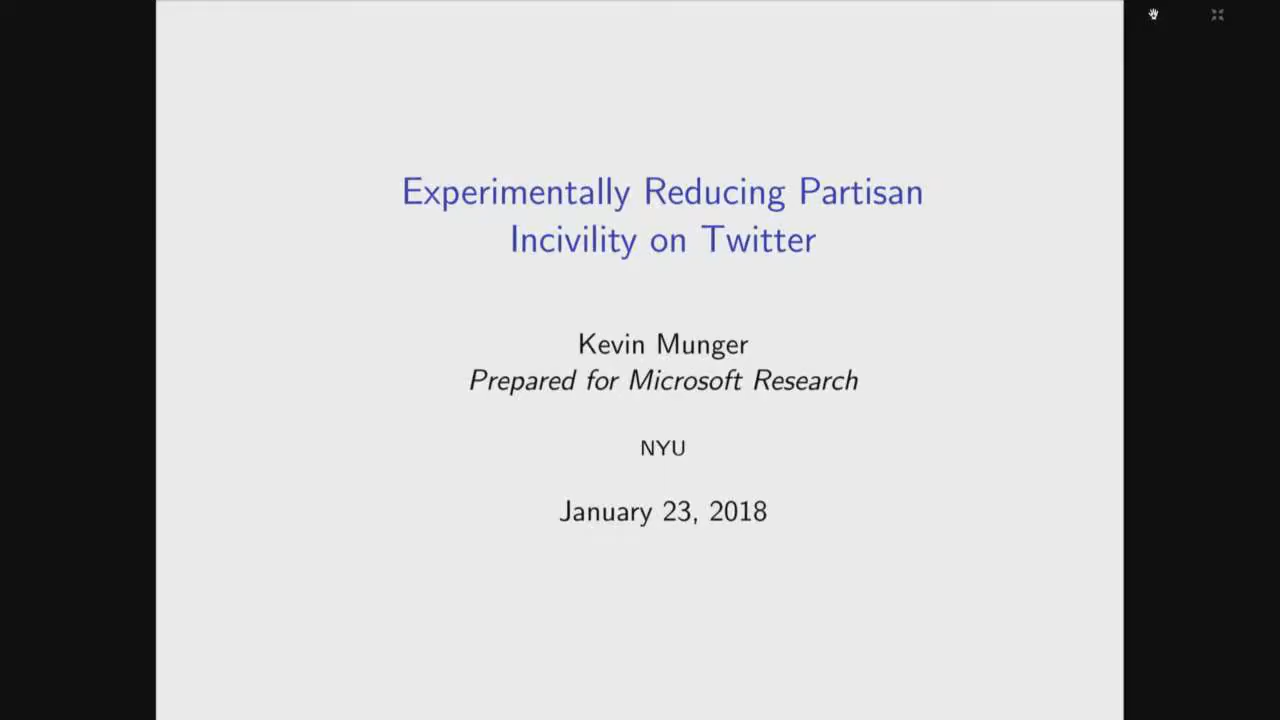 Experimentally Reducing Partisan
Incivility on Twitter
Kevin Munger
Prepared for Microsoft Research
NYU
January 23, 2018